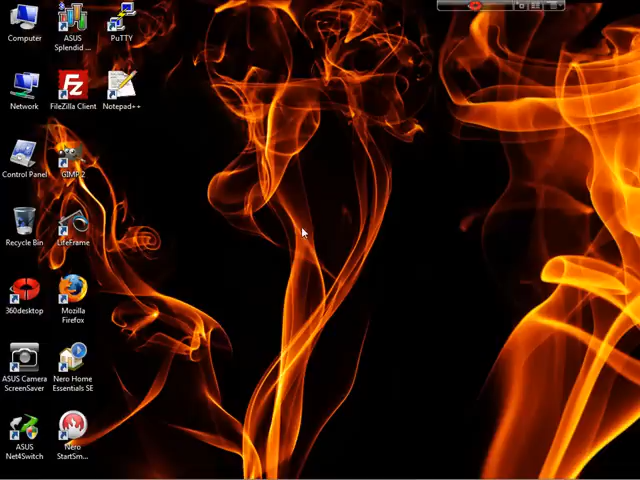 Computer
ASUS
Splendid ...
PuTTY
Network
FileZilla Client
Notepad++
Control Panel
GIMP 2
Recycle Bin
LifeFrame
360desktop
Mozilla
Firefox
ASUS Camera
ScreenSaver
Nero Home
Essentials SE
ASUS
Net4Switch
Nero
StartSm...